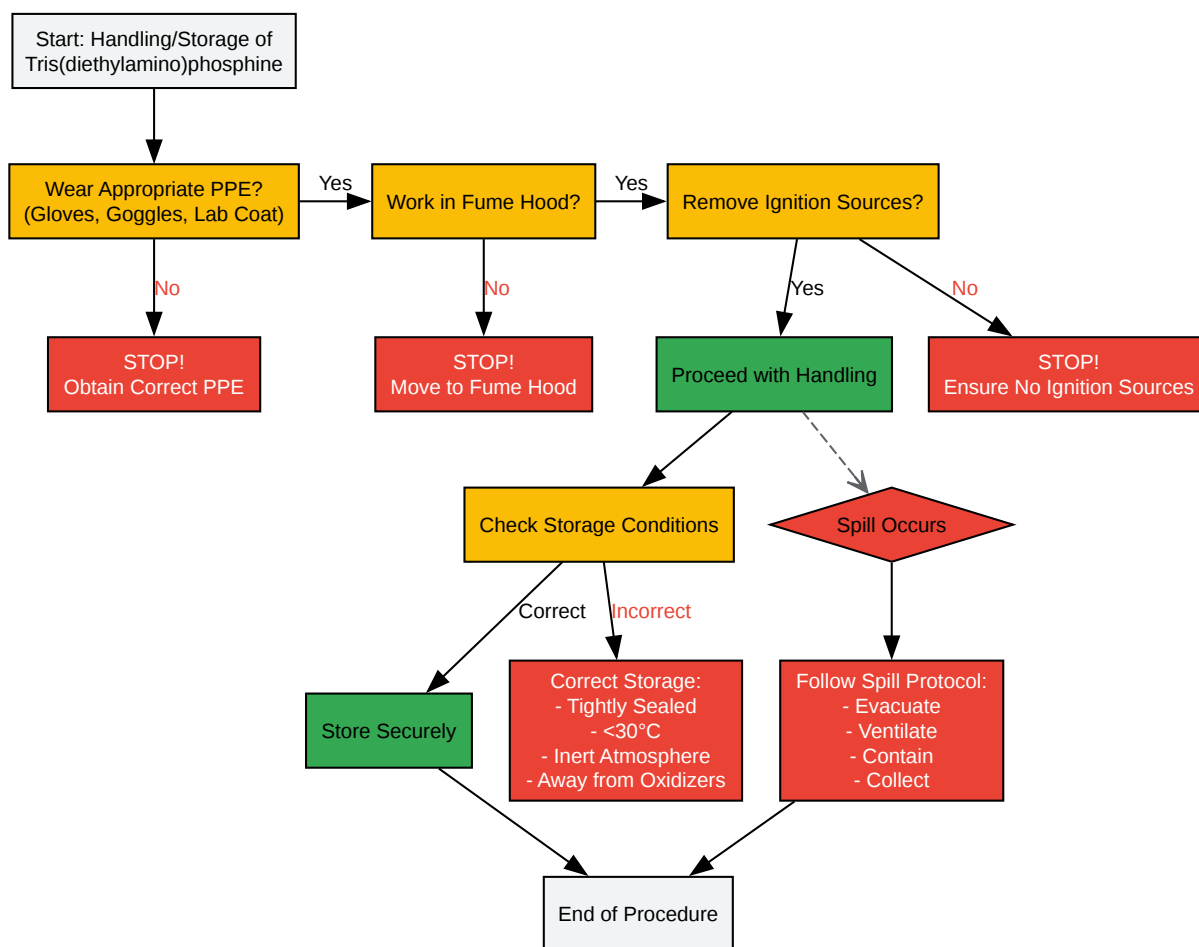 Start: Handling/Storage of
Tris(diethylamino)phosphine
Wear Appropriate PPE?
(Gloves, Goggles, Lab Coat)
Yes
Work in Fume Hood?
Yes
Remove Ignition Sources?
No
No
Yes
No
STOP!
Obtain Correct PPE
STOP!
Move to Fume Hood
Proceed with Handling
STOP!
Ensure No Ignition Sources
Check Storage Conditions
Spill Occurs
Correct
Incorrect
Store Securely
Correct Storage:
- Tightly Sealed
- <30°C
- Inert Atmosphere
- Away from Oxidizers
Follow Spill Protocol:
- Evacuate
- Ventilate
- Contain
- Collect
End of Procedure